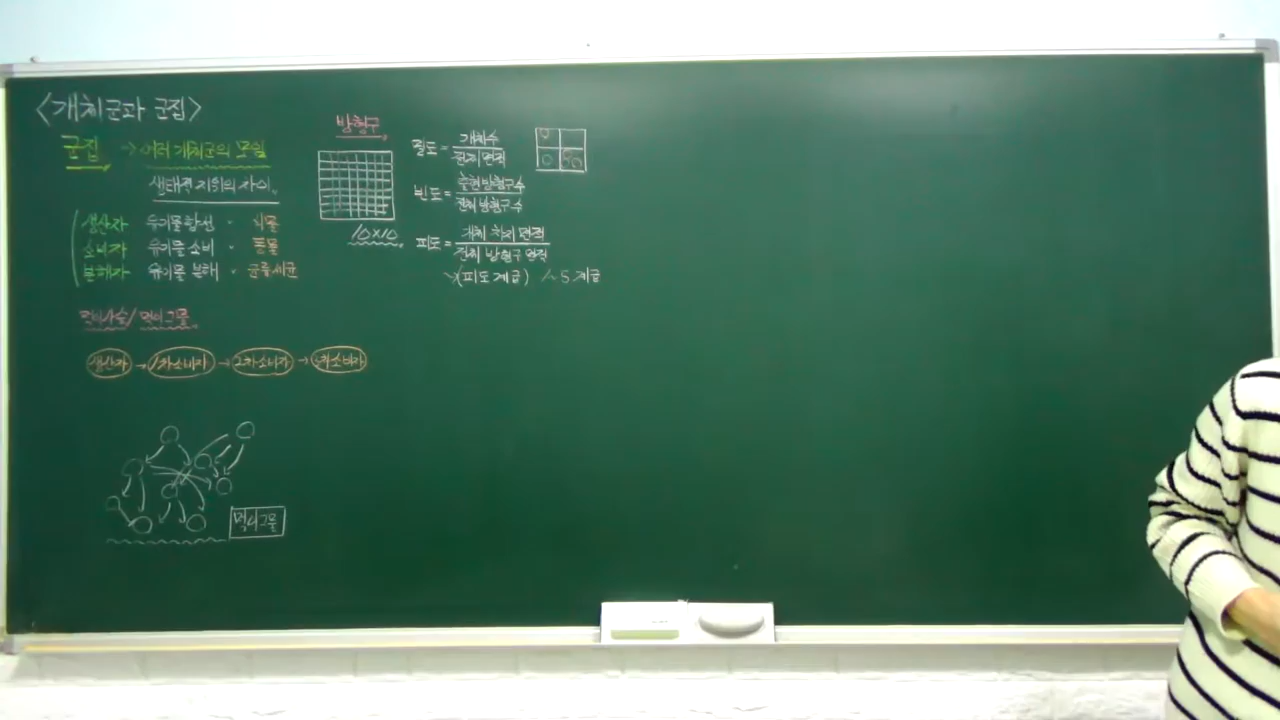 <개체군과 군집>
군집 → 여러 개체군의 모임
생태적 지위의 차이
생산자 유기물 합성 · 식물
소비자 유기물 소비 · 동물
분해자 유기물 분해 · 균류, 세균
먹이사슬 / 먹이그물
생산자 → 1차소비자 → 2차소비자 → 차소비자
먹이그물
방형구
10×10
밀도 = 개체수 / 전체 면적
빈도 = 출현 방형구 수 / 전체 방형구 수
피도 = 개체 차지 면적 / 전체 방형구 면적
→ (피도 계급) 1~5 계급